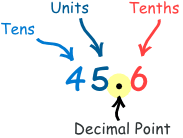 Units Tenths
Tens
45.6
Decimal Point